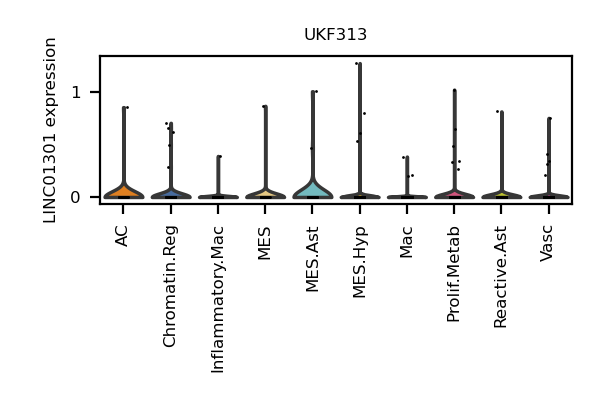 UKF313
LINC01301 expression
1
0
AC
Chromatin.Reg
Inflammatory.Mac
MES
MES.Ast
MES.Hyp
Mac
Prolif.Metab
Reactive.Ast
Vasc